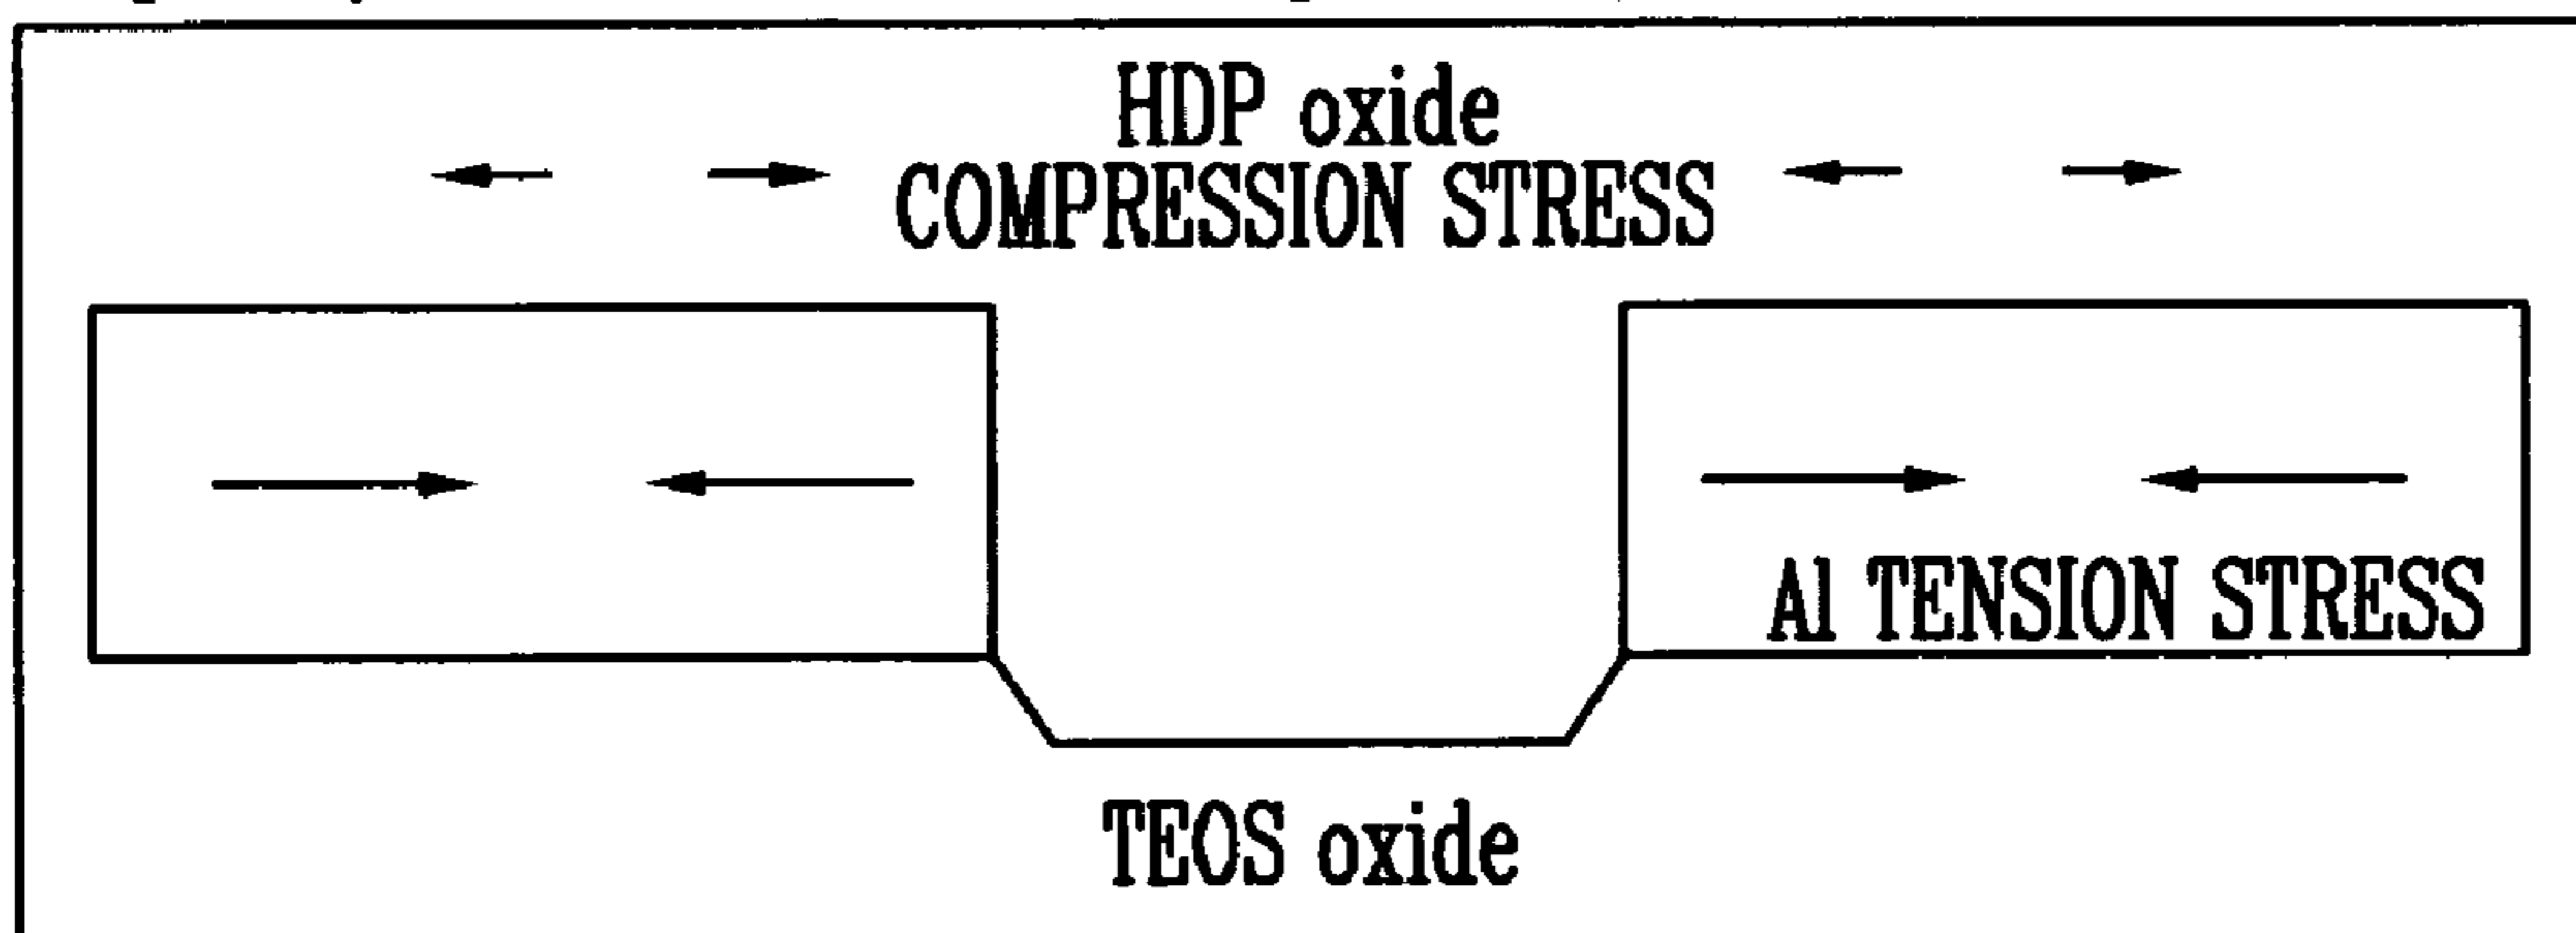 HDP oxide
COMPRESSION STRESS
Al TENSION STRESS
TEOS oxide